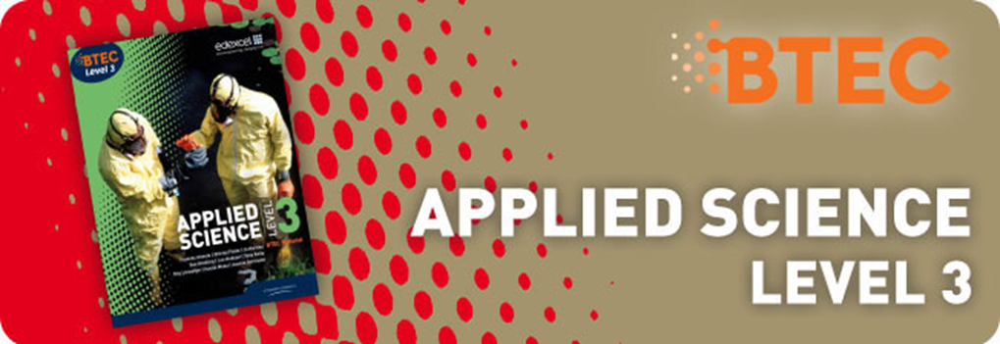 BTEC
Level 3
edexcel
APPLIED
SCIENCE
LEVEL 3
BTEC
APPLIED SCIENCE
LEVEL 3